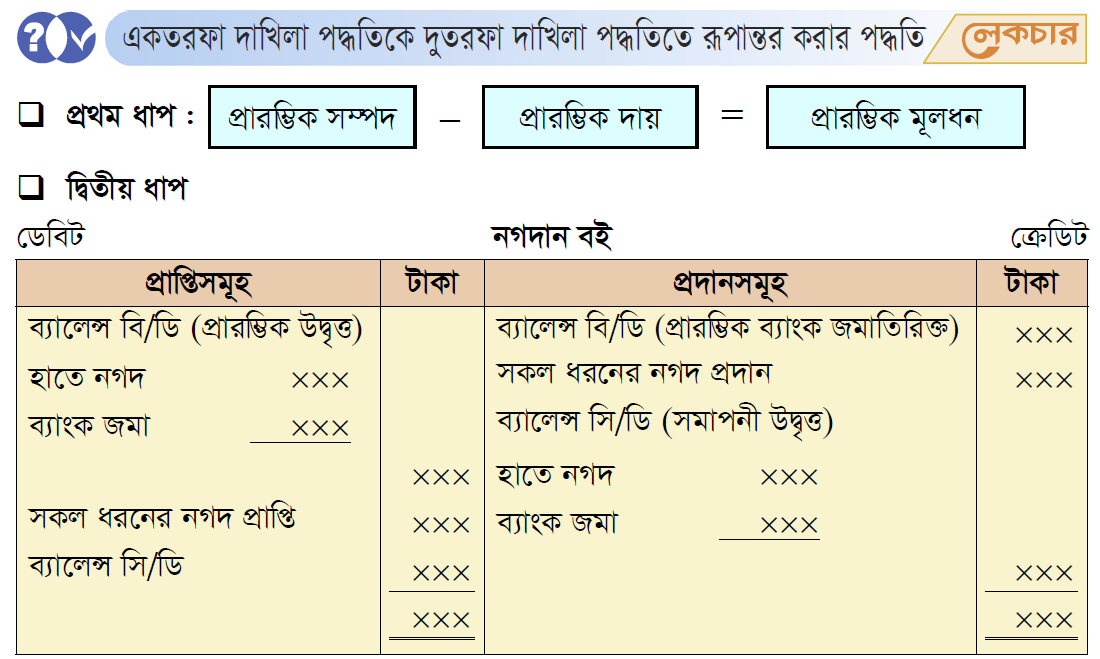 ? একতরফা দাখিলা পদ্ধতিকে দুতরফা দাখিলা পদ্ধতিতে রূপান্তর করার পদ্ধতি লেকচার
প্রথম ধাপ : প্রারম্ভিক সম্পদ – প্রারম্ভিক দায় = প্রারম্ভিক মূলধন
দ্বিতীয় ধাপ
ডেবিট নগদান বই ক্রেডিট
প্রাপ্তিসমূহ টাকা প্রদানসমূহ টাকা
ব্যালেন্স বি/ডি (প্রারম্ভিক উদ্বৃত্ত) ব্যালেন্স বি/ডি (প্রারম্ভিক ব্যাংক জমাতিরিক্ত) ×××
হাতে নগদ ××× সকল ধরনের নগদ প্রদান ×××
ব্যাংক জমা ××× ব্যালেন্স সি/ডি (সমাপনী উদ্বৃত্ত)
××× হাতে নগদ ×××
সকল ধরনের নগদ প্রাপ্তি ××× ব্যাংক জমা ×××
ব্যালেন্স সি/ডি ××× ×××
××× ×××